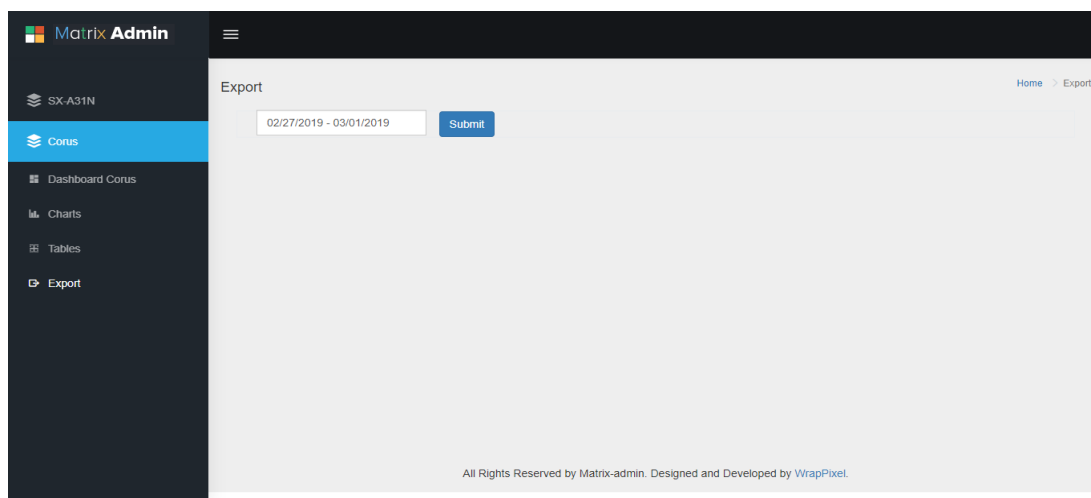 Matrix Admin
SX-A31N
Corus
Dashboard Corus
Charts
Tables
Export
Export
Home > Export
02/27/2019 - 03/01/2019
Submit
All Rights Reserved by Matrix-admin. Designed and Developed by WrapPixel.